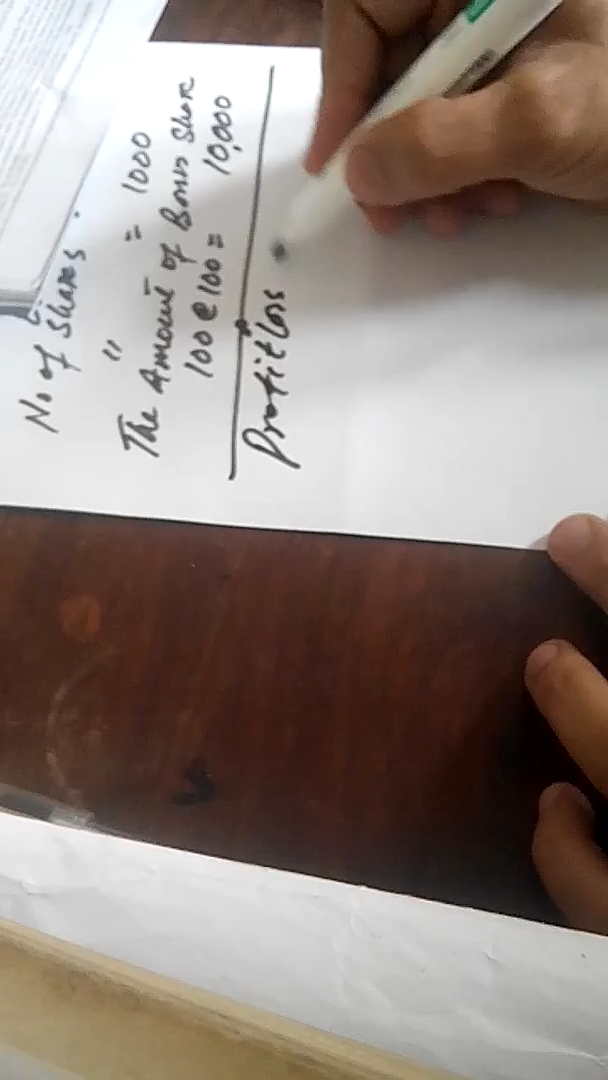 No of Shares.
" = 1000
The Amount of Bonus Share
100 @ 100 = 10,000
Profit Loss